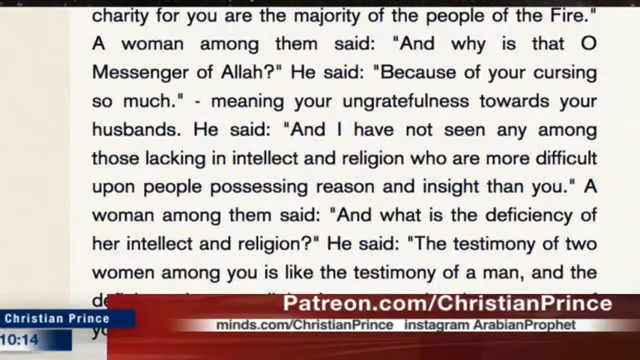 charity for you are the majority of the people of the Fire."
A woman among them said: "And why is that O
Messenger of Allah?" He said: "Because of your cursing
so much." - meaning your ungratefulness towards your
husbands. He said: "And I have not seen any among
those lacking in intellect and religion who are more difficult
upon people possessing reason and insight than you." A
woman among them said: "And what is the deficiency of
her intellect and religion?" He said: "The testimony of two
women among you is like the testimony of a man, and the
Patreon.com/ChristianPrince
Christian Prince
minds.com/ChristianPrince instagram ArabianProphet
10:14